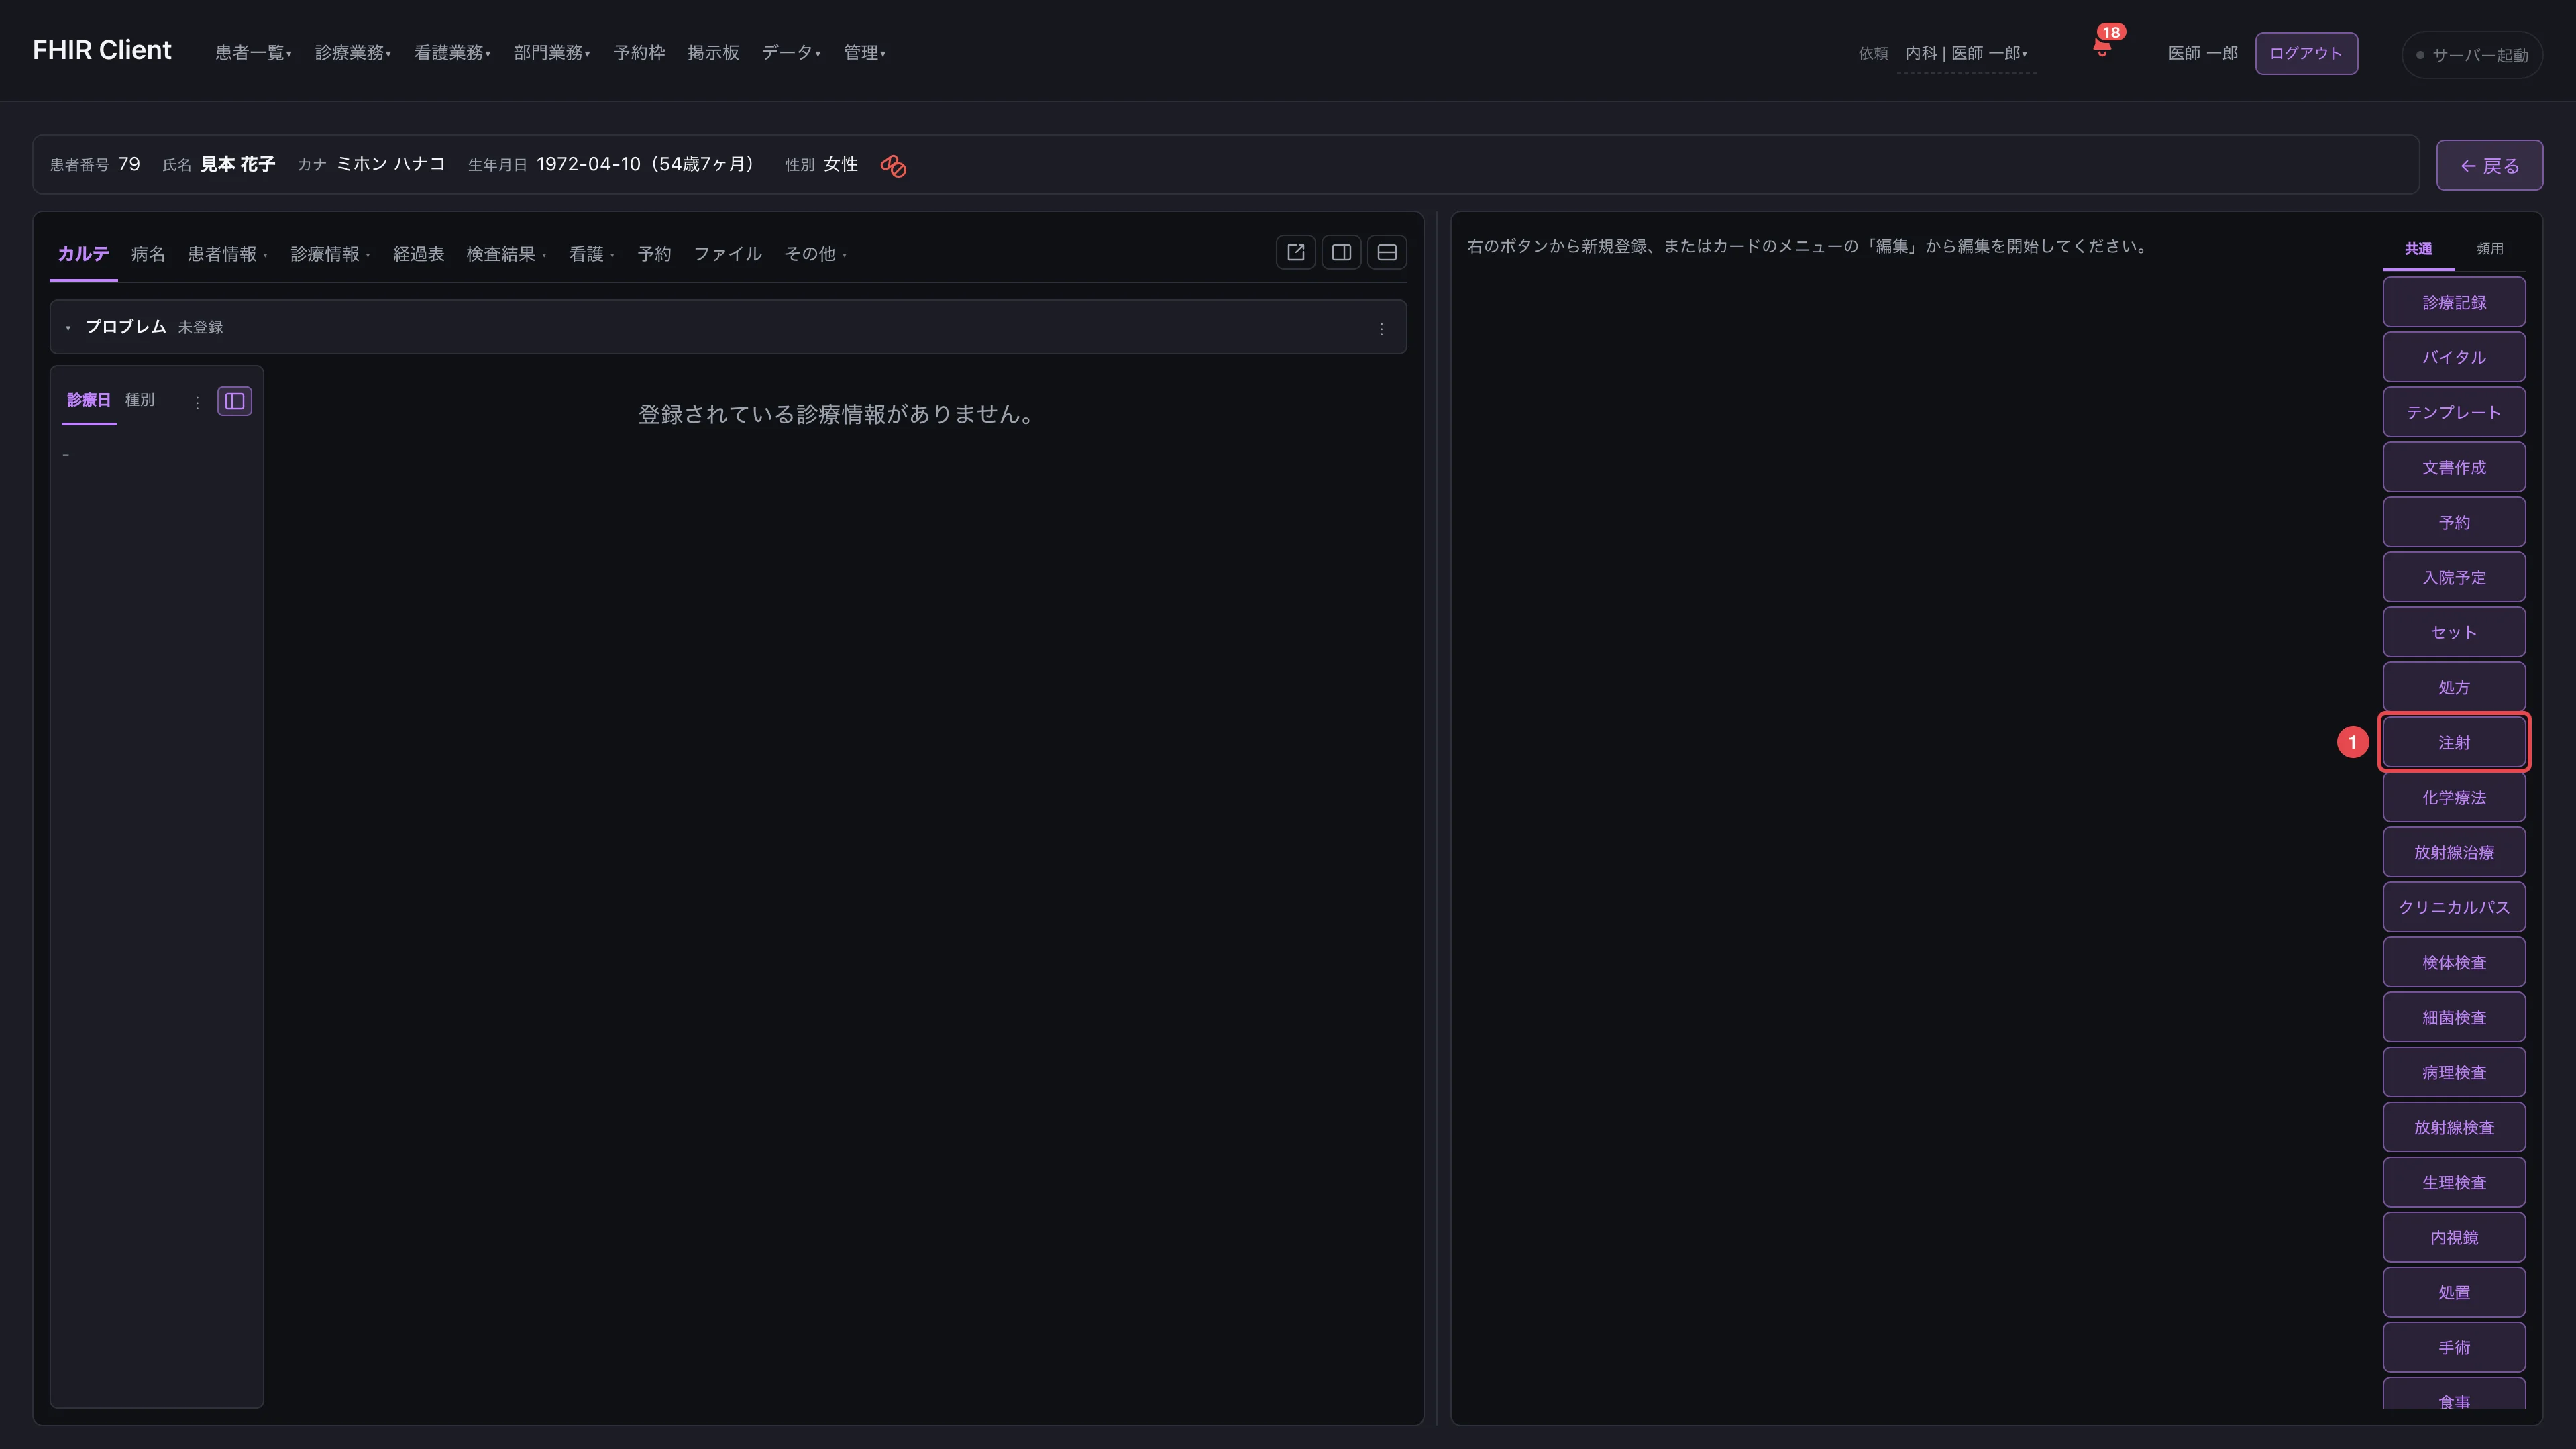 FHIR Client 患者一覧▾ 診療業務▾ 看護業務▾ 部門業務▾ 予約枠 掲示板 データ▾ 管理▾ 依頼 内科 | 医師 一郎▾ 18 医師 一郎 ログアウト サーバー起動
患者番号 79 氏名 見本 花子 カナ ミホン ハナコ 生年月日 1972-04-10（54歳7ヶ月） 性別 女性 ← 戻る
カルテ 病名 患者情報 診療情報 経過表 検査結果 看護 予約 ファイル その他
プロブレム 未登録 ⋮
診療日 種別 ⋮
-
登録されている診療情報がありません。
右のボタンから新規登録、またはカードのメニューの「編集」から編集を開始してください。
共通 頻用
診療記録
バイタル
テンプレート
文書作成
予約
入院予定
セット
処方
1 注射
化学療法
放射線治療
クリニカルパス
検体検査
細菌検査
病理検査
放射線検査
生理検査
内視鏡
処置
手術
食事